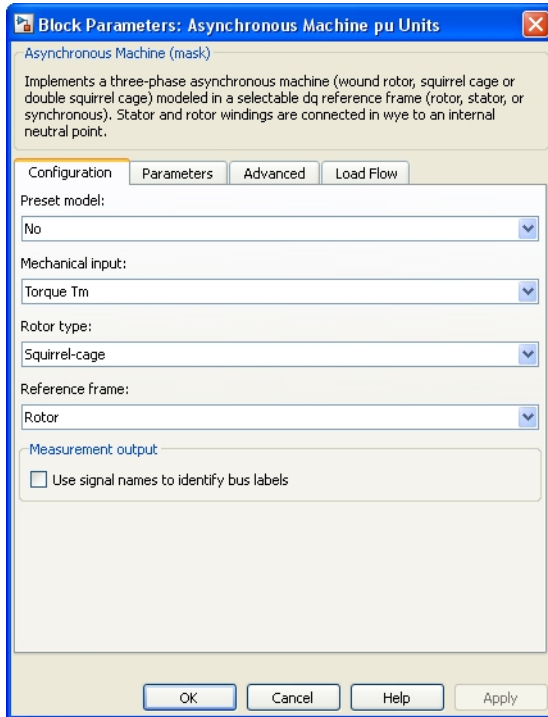 Block Parameters: Asynchronous Machine pu Units
Asynchronous Machine (mask)
Implements a three-phase asynchronous machine (wound rotor, squirrel cage or
double squirrel cage) modeled in a selectable dq reference frame (rotor, stator, or
synchronous). Stator and rotor windings are connected in wye to an internal
neutral point.
Configuration Parameters Advanced Load Flow
Preset model:
No
Mechanical input:
Torque Tm
Rotor type:
Squirrel-cage
Reference frame:
Rotor
Measurement output
Use signal names to identify bus labels
OK Cancel Help Apply